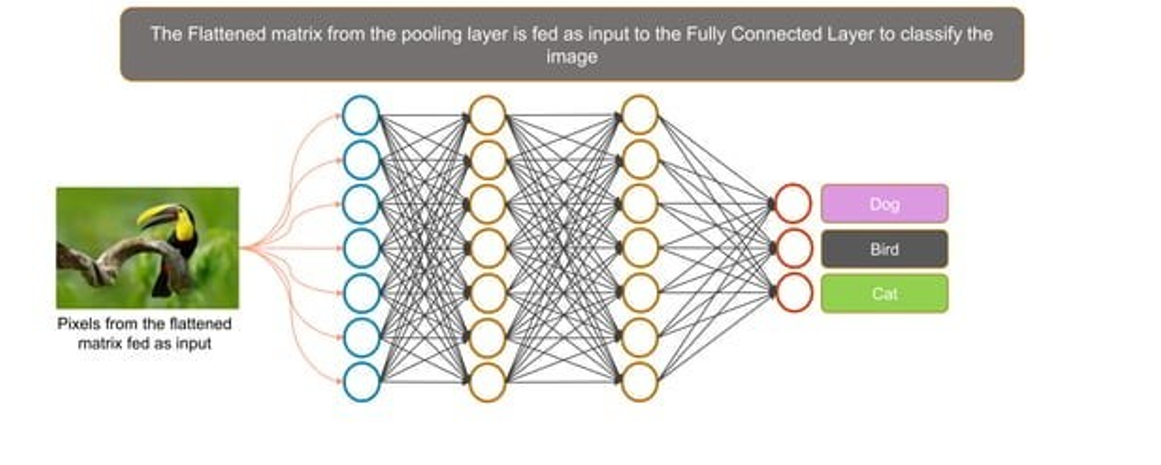 The Flattened matrix from the pooling layer is fed as input to the Fully Connected Layer to classify the
image
Dog
Bird
Cat
Pixels from the flattened
matrix fed as input